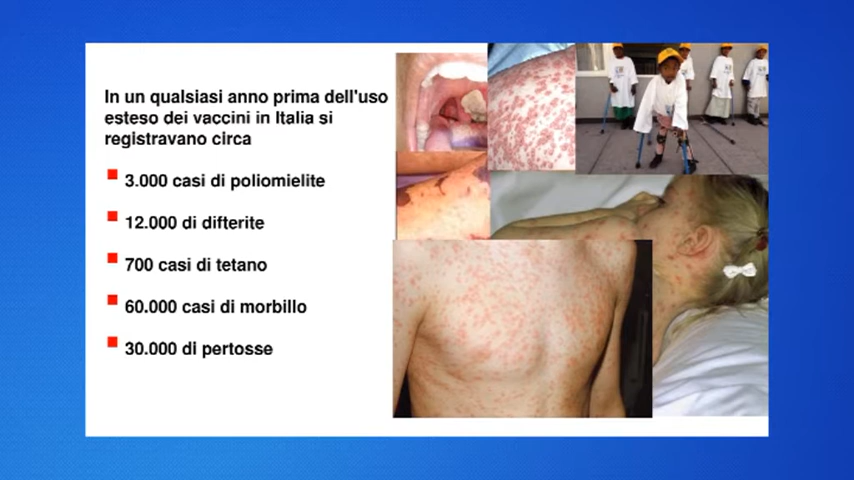 In un qualsiasi anno prima dell'uso
esteso dei vaccini in Italia si
registravano circa
3.000 casi di poliomielite
12.000 di difterite
700 casi di tetano
60.000 casi di morbillo
30.000 di pertosse